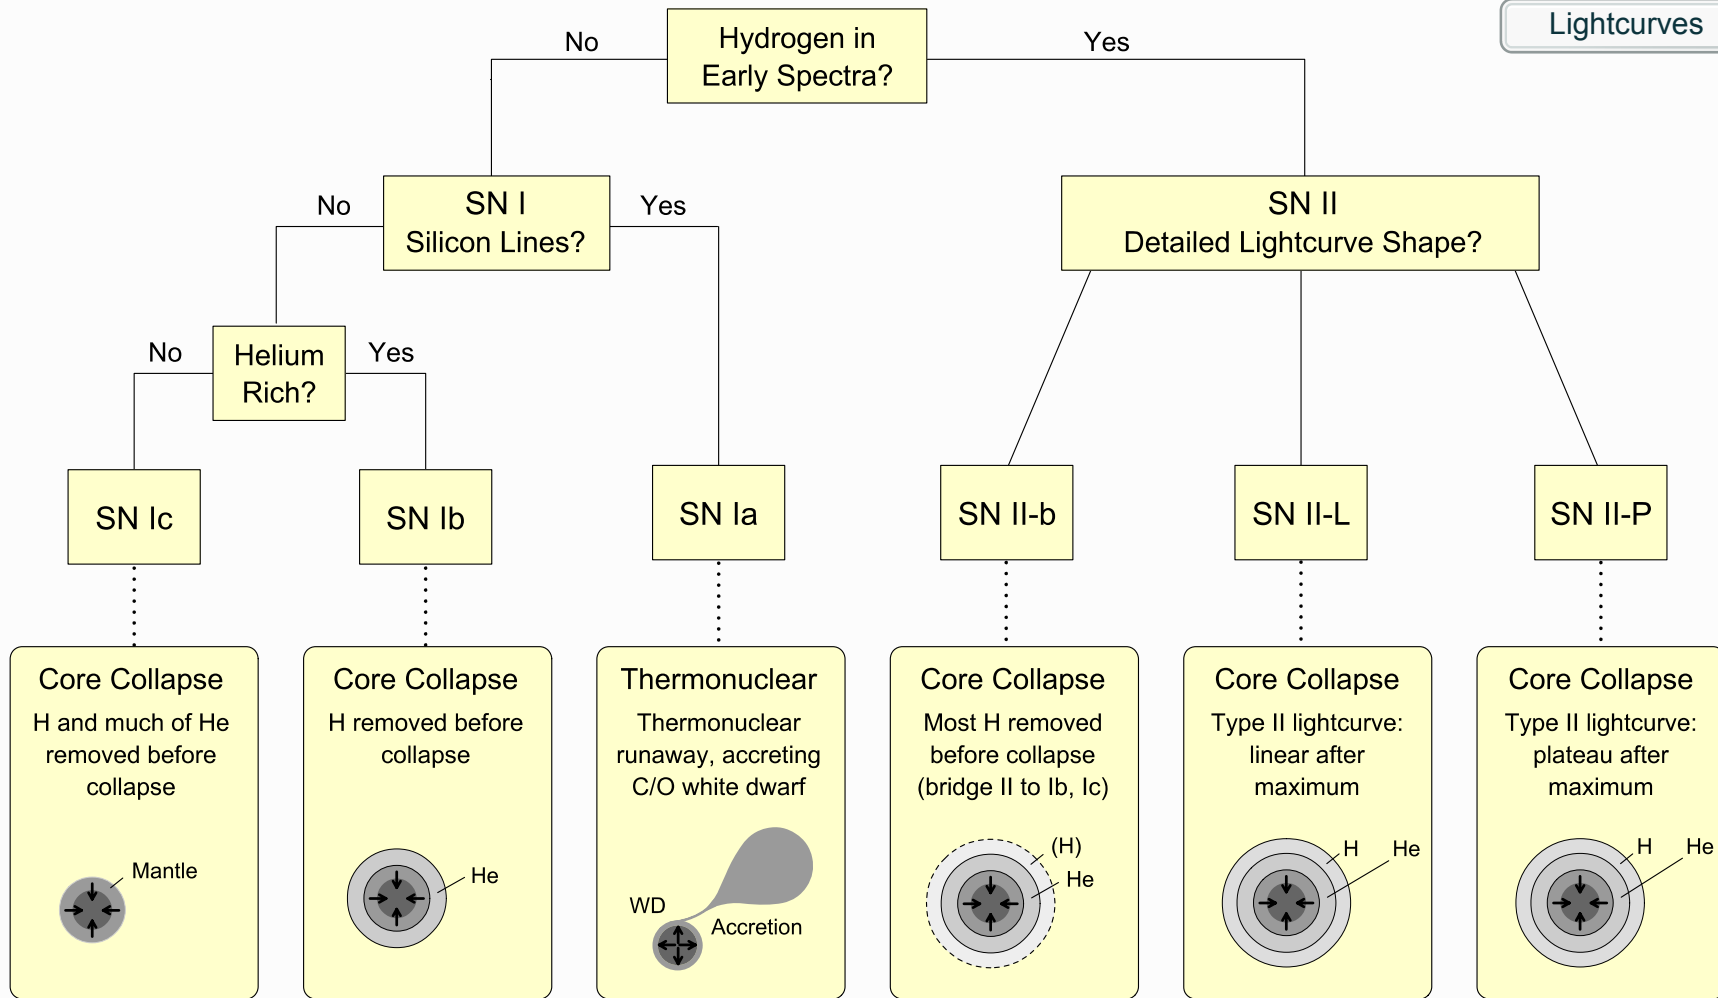 Lightcurves
Hydrogen in
Early Spectra?
No
Yes
SN I
Silicon Lines?
No
Yes
SN II
Detailed Lightcurve Shape?
Helium
Rich?
No
Yes
SN Ic
SN Ib
SN Ia
SN II-b
SN II-L
SN II-P
Core Collapse
H and much of He
removed before
collapse
Mantle
Core Collapse
H removed before
collapse
He
Thermonuclear
Thermonuclear
runaway, accreting
C/O white dwarf
WD
Accretion
Core Collapse
Most H removed
before collapse
(bridge II to Ib, Ic)
(H)
He
Core Collapse
Type II lightcurve:
linear after
maximum
H
He
Core Collapse
Type II lightcurve:
plateau after
maximum
H
He